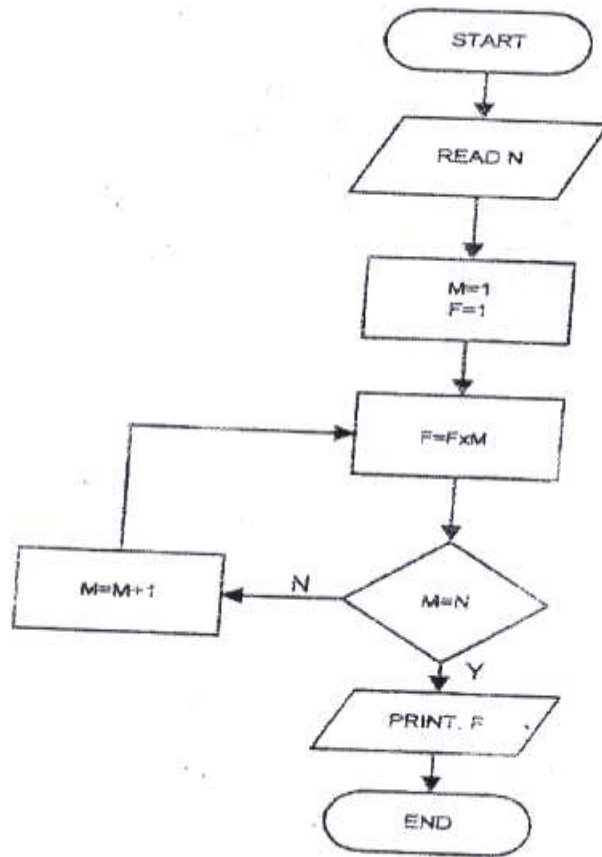 START
READ N
M=1
F=1
F=FxM
M=N
N
M=M+1
Y
PRINT. F
END